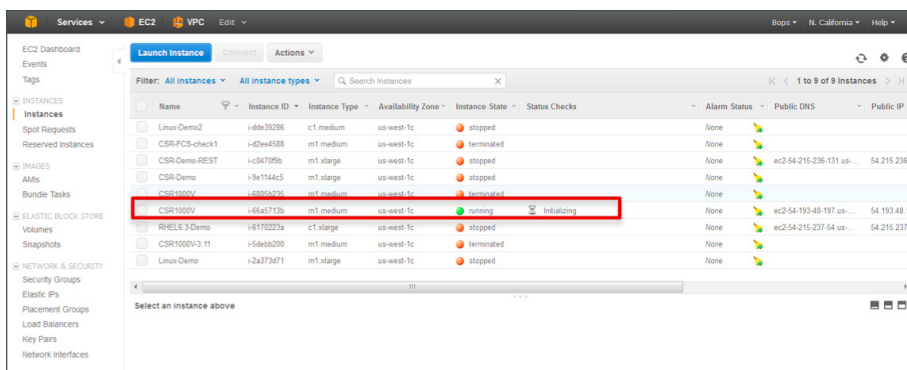 Services EC2 VPC Edit Bops N. California Help
EC2 Dashboard
Events
Tags
INSTANCES
Instances
Spot Requests
Reserved Instances
IMAGES
AMIs
Bundle Tasks
ELASTIC BLOCK STORE
Volumes
Snapshots
NETWORK & SECURITY
Security Groups
Elastic IPs
Placement Groups
Load Balancers
Key Pairs
Network Interfaces
Launch Instance Connect Actions
Filter: All instances All instance types Search Instances 1 to 9 of 9 Instances
Name Instance ID Instance Type Availability Zone Instance State Status Checks Alarm Status Public DNS Public IP
Linux-Demo2 i-dde39286 c1.medium us-west-1c stopped None
CSR-FCS-check1 i-d2ee4588 m1.medium us-west-1c terminated None
CSR-Demo-REST i-c0470f9b m1.xlarge us-west-1c stopped None ec2-54-215-236-131.us-... 54.215.236
CSR-Demo i-9e1144c5 m1.xlarge us-west-1c stopped None
CSR1000V i-6805b235 m1.medium us-west-1c terminated None
CSR1000V i-66a5713b m1.medium us-west-1c running Initializing None ec2-54-193-48-197.us-... 54.193.48.
RHEL6.3-Demo i-6170223a c1.xlarge us-west-1c stopped None ec2-54-215-237-54.us-... 54.215.237
CSR1000V-3.11 i-5debb200 m1.medium us-west-1c terminated None
Linux-Demo i-2a373d71 m1.xlarge us-west-1c stopped None
Select an instance above